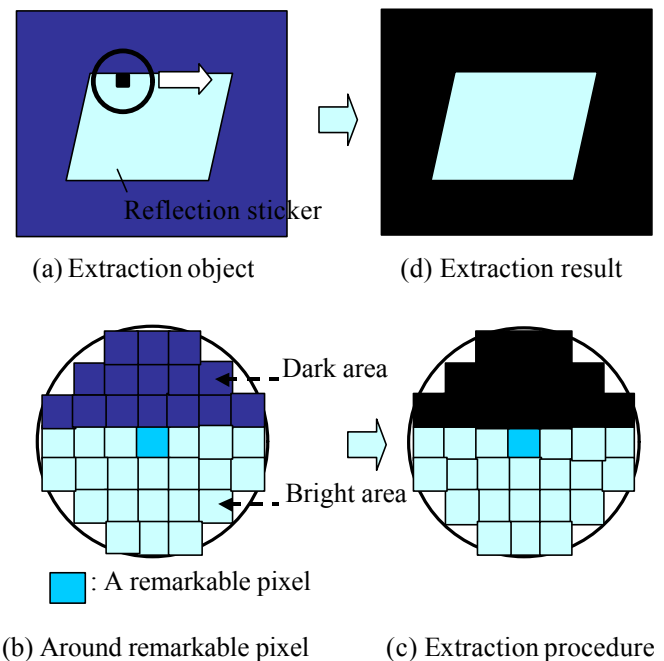 Reflection sticker
(a) Extraction object
(d) Extraction result
Dark area
Bright area
: A remarkable pixel
(b) Around remarkable pixel
(c) Extraction procedure